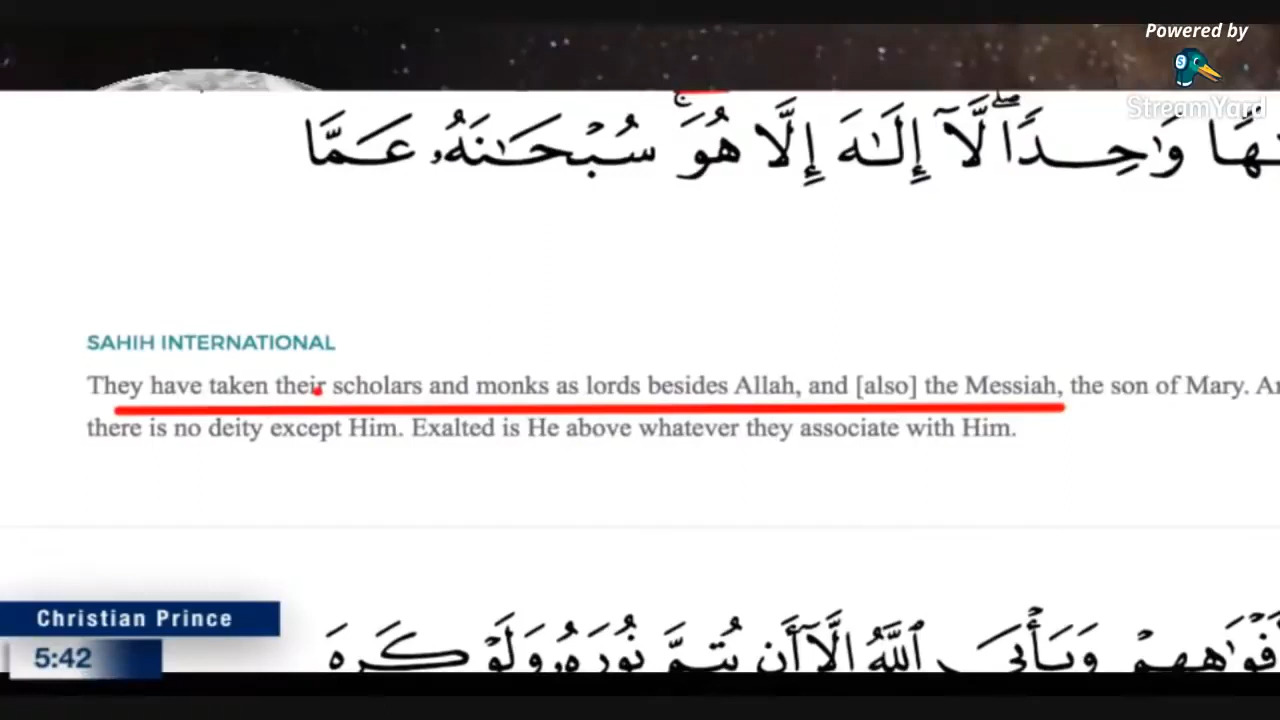 Powered by
StreamYard
وَٰحِدًا ۖ لَّآ إِلَـٰهَ إِلَّا هُوَ ۚ سُبْحَـٰنَهُۥ عَمَّا
SAHIH INTERNATIONAL
They have taken their scholars and monks as lords besides Allah, and [also] the Messiah, the son of Mary.
there is no deity except Him. Exalted is He above whatever they associate with Him.
وَيَأْبَى ٱللَّهُ إِلَّآ أَن يُتِمَّ نُورَهُۥ وَلَوْ كَرِهَ
Christian Prince
5:42